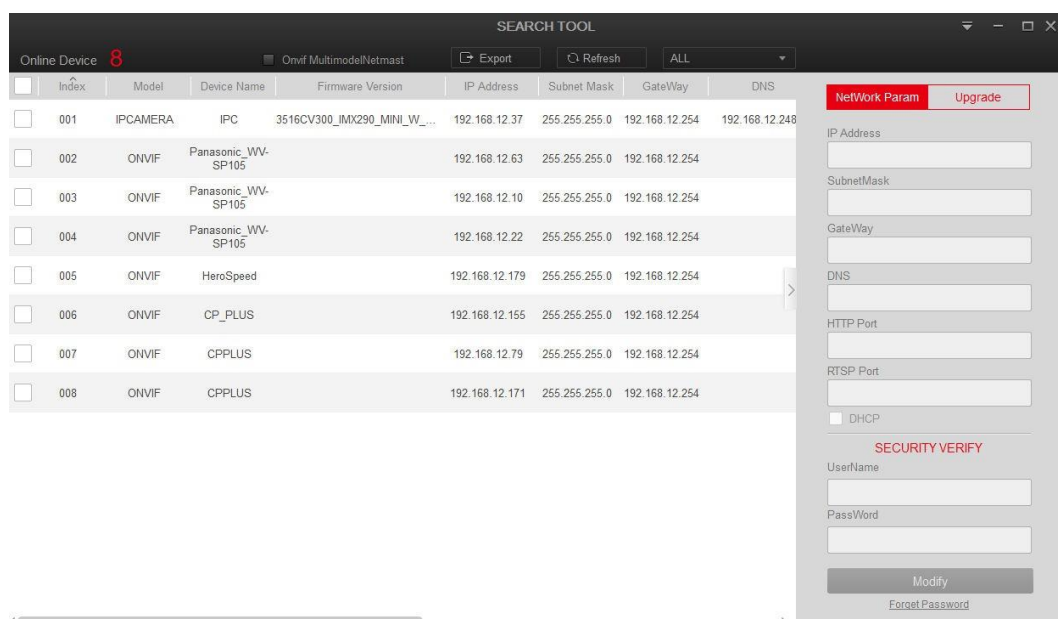 SEARCH TOOL
Online Device 8 Onvif MultimodelNetmast Export Refresh ALL
Index Model Device Name Firmware Version IP Address Subnet Mask GateWay DNS
001 IPCAMERA IPC 3516CV300_IMX290_MINI_W_... 192.168.12.37 255.255.255.0 192.168.12.254 192.168.12.248
002 ONVIF Panasonic_WV-SP105 192.168.12.63 255.255.255.0 192.168.12.254
003 ONVIF Panasonic_WV-SP105 192.168.12.10 255.255.255.0 192.168.12.254
004 ONVIF Panasonic_WV-SP105 192.168.12.22 255.255.255.0 192.168.12.254
005 ONVIF HeroSpeed 192.168.12.179 255.255.255.0 192.168.12.254
006 ONVIF CP_PLUS 192.168.12.155 255.255.255.0 192.168.12.254
007 ONVIF CPPLUS 192.168.12.79 255.255.255.0 192.168.12.254
008 ONVIF CPPLUS 192.168.12.171 255.255.255.0 192.168.12.254
NetWork Param Upgrade
IP Address
SubnetMask
GateWay
DNS
HTTP Port
RTSP Port
DHCP
SECURITY VERIFY
UserName
PassWord
Modify
Forget Password